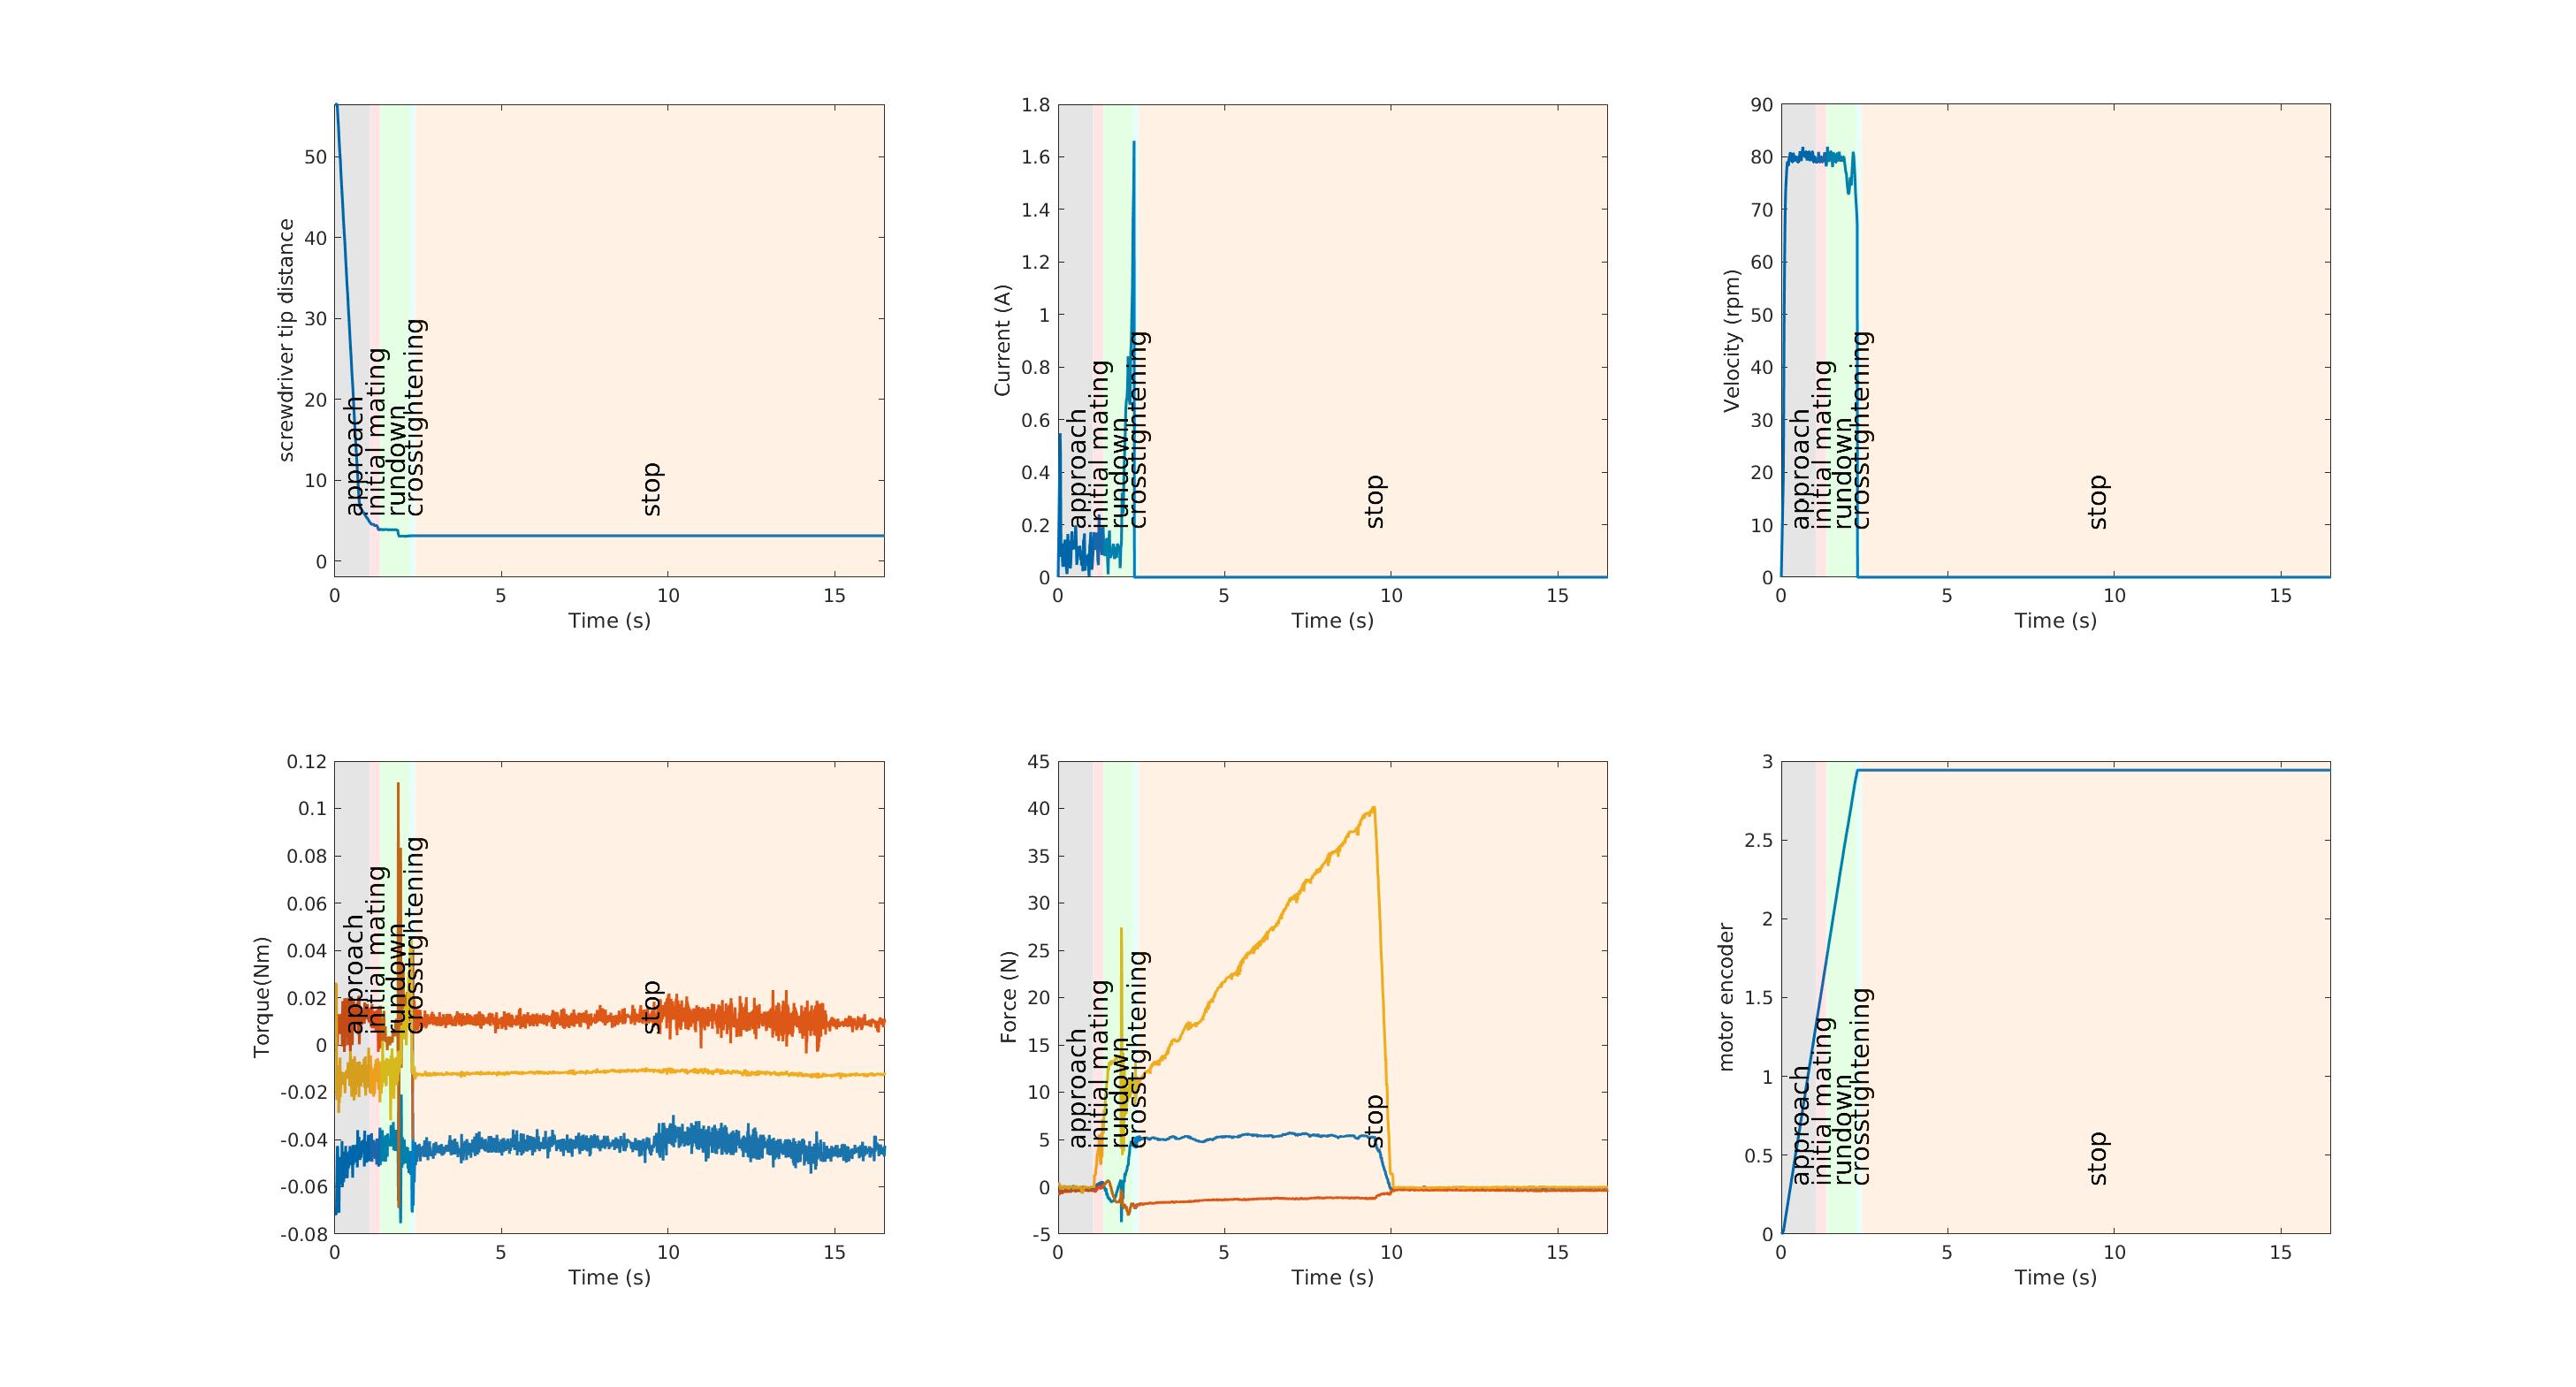 screwdriver tip distance
50
40
30
20
10
0
approach
initial mating
rundown
crosstightening
stop
0 5 10 15
Time (s)
Current (A)
1.8
1.6
1.4
1.2
1
0.8
0.6
0.4
0.2
0
approach
initial mating
rundown
crosstightening
stop
0 5 10 15
Time (s)
Velocity (rpm)
90
80
70
60
50
40
30
20
10
0
approach
initial mating
rundown
crosstightening
stop
0 5 10 15
Time (s)
Torque(Nm)
0.12
0.1
0.08
0.06
0.04
0.02
0
-0.02
-0.04
-0.06
-0.08
approach
initial mating
rundown
crosstightening
stop
0 5 10 15
Time (s)
Force (N)
45
40
35
30
25
20
15
10
5
0
-5
approach
initial mating
rundown
crosstightening
stop
0 5 10 15
Time (s)
motor encoder
3
2.5
2
1.5
1
0.5
0
approach
initial mating
rundown
crosstightening
stop
0 5 10 15
Time (s)